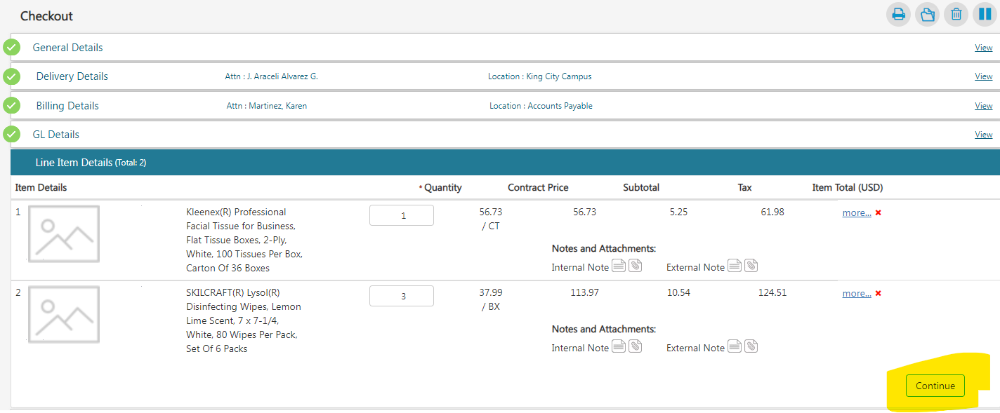 Checkout
General Details View
Delivery Details Attn : J. Araceli Alvarez G. Location : King City Campus View
Billing Details Attn : Martinez, Karen Location : Accounts Payable View
GL Details View
Line Item Details (Total: 2)
Item Details * Quantity Contract Price Subtotal Tax Item Total (USD)
1 Kleenex(R) Professional 1 56.73 56.73 5.25 61.98 more...
Facial Tissue for Business, / CT
Flat Tissue Boxes, 2-Ply,
White, 100 Tissues Per Box, Notes and Attachments:
Carton Of 36 Boxes Internal Note External Note
2 SKILCRAFT(R) Lysol(R) 3 37.99 113.97 10.54 124.51 more...
Disinfecting Wipes, Lemon / BX
Lime Scent, 7 x 7-1/4,
White, 80 Wipes Per Pack, Notes and Attachments:
Set Of 6 Packs Internal Note External Note
Continue